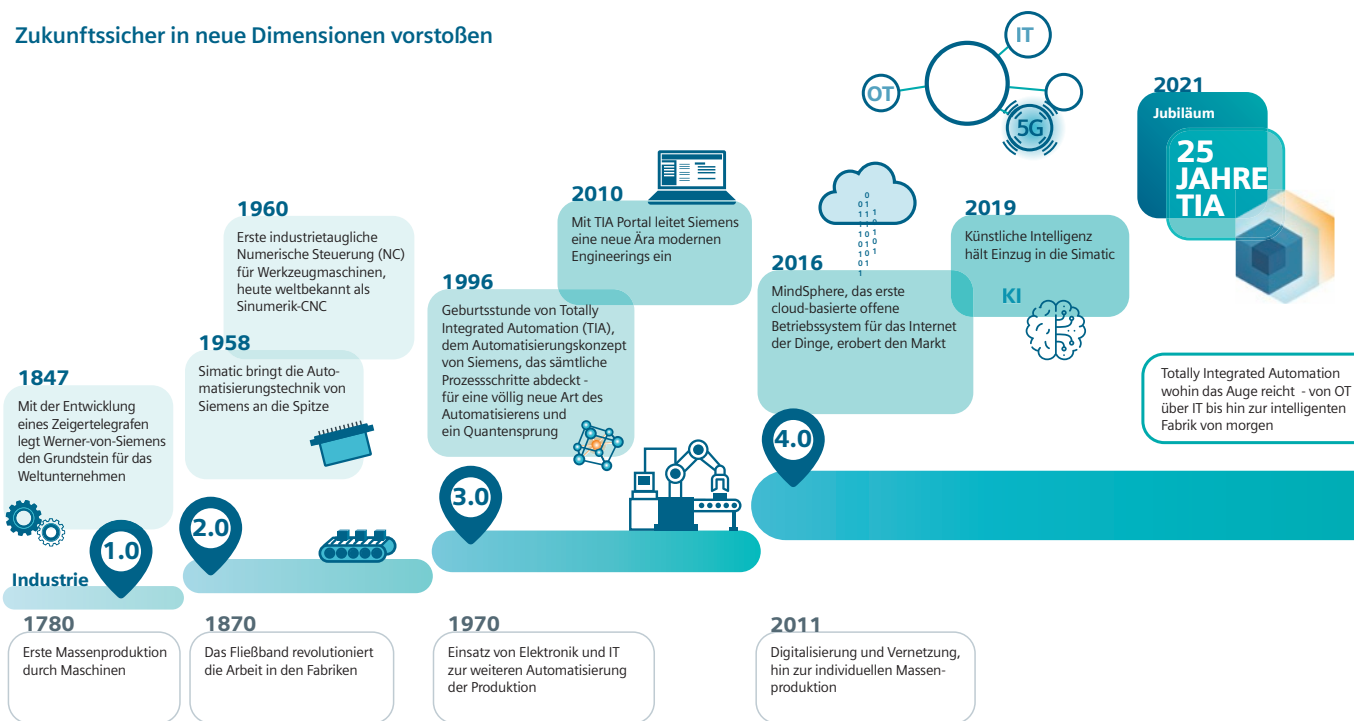 Zukunftssicher in neue Dimensionen vorstoßen
1847
Mit der Entwicklung
eines Zeigertelegrafen
legt Werner-von-Siemens
den Grundstein für das
Weltunternehmen
1958
Simatic bringt die Auto-
matisierungstechnik von
Siemens an die Spitze
1960
Erste industrietaugliche
Numerische Steuerung (NC)
für Werkzeugmaschinen,
heute weltbekannt als
Sinumerik-CNC
1996
Geburtsstunde von Totally
Integrated Automation (TIA),
dem Automatisierungskonzept
von Siemens, das sämtliche
Prozessschritte abdeckt -
für eine völlig neue Art des
Automatisierens und
ein Quantensprung
2010
Mit TIA Portal leitet Siemens
eine neue Ära modernen
Engineerings ein
2016
MindSphere, das erste
cloud-basierte offene
Betriebssystem für das Internet
der Dinge, erobert den Markt
2019
Künstliche Intelligenz
hält Einzug in die Simatic
KI
OT
IT
5G
2021
Jubiläum
25
JAHRE
TIA
Totally Integrated Automation
wohin das Auge reicht - von OT
über IT bis hin zur intelligenten
Fabrik von morgen
Industrie
1.0
2.0
3.0
4.0
1780
Erste Massenproduktion
durch Maschinen
1870
Das Fließband revolutioniert
die Arbeit in den Fabriken
1970
Einsatz von Elektronik und IT
zur weiteren Automatisierung
der Produktion
2011
Digitalisierung und Vernetzung,
hin zur individuellen Massen-
produktion